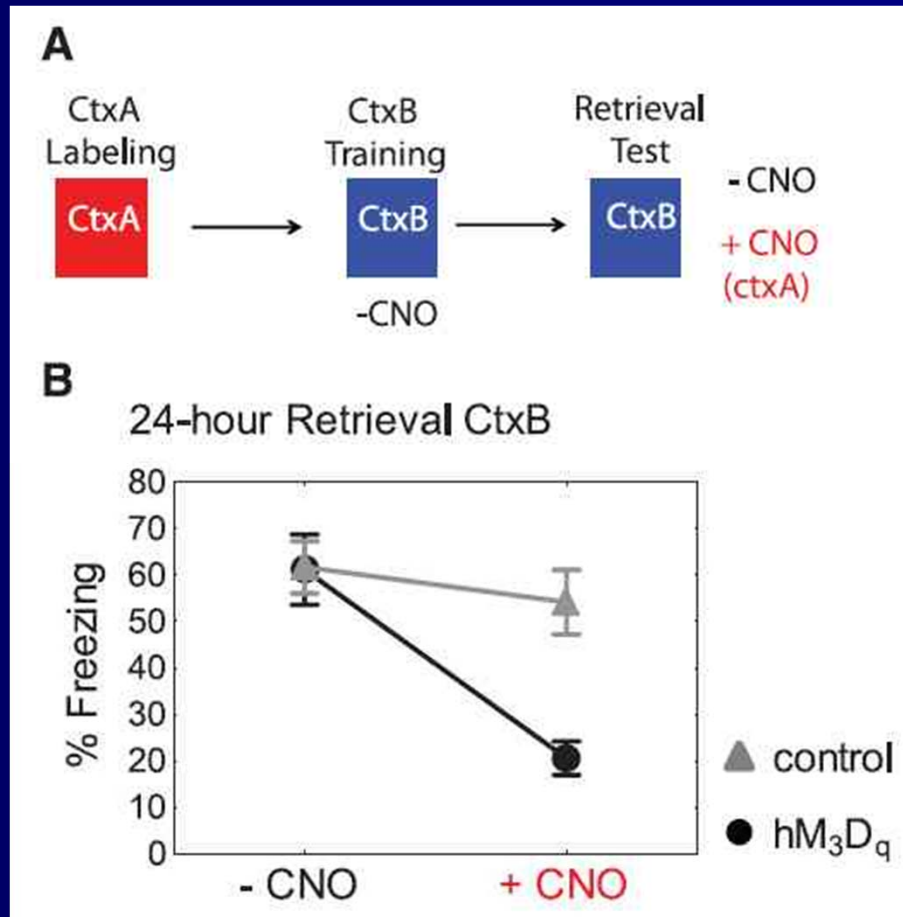 A
CtxA
Labeling
CtxB
Training
Retrieval
Test
CtxA
CtxB
CtxB
- CNO
+ CNO
(ctxA)
-CNO
B
24-hour Retrieval CtxB
% Freezing
80
70
60
50
40
30
20
10
0
- CNO
+ CNO
control
hM₃Dq